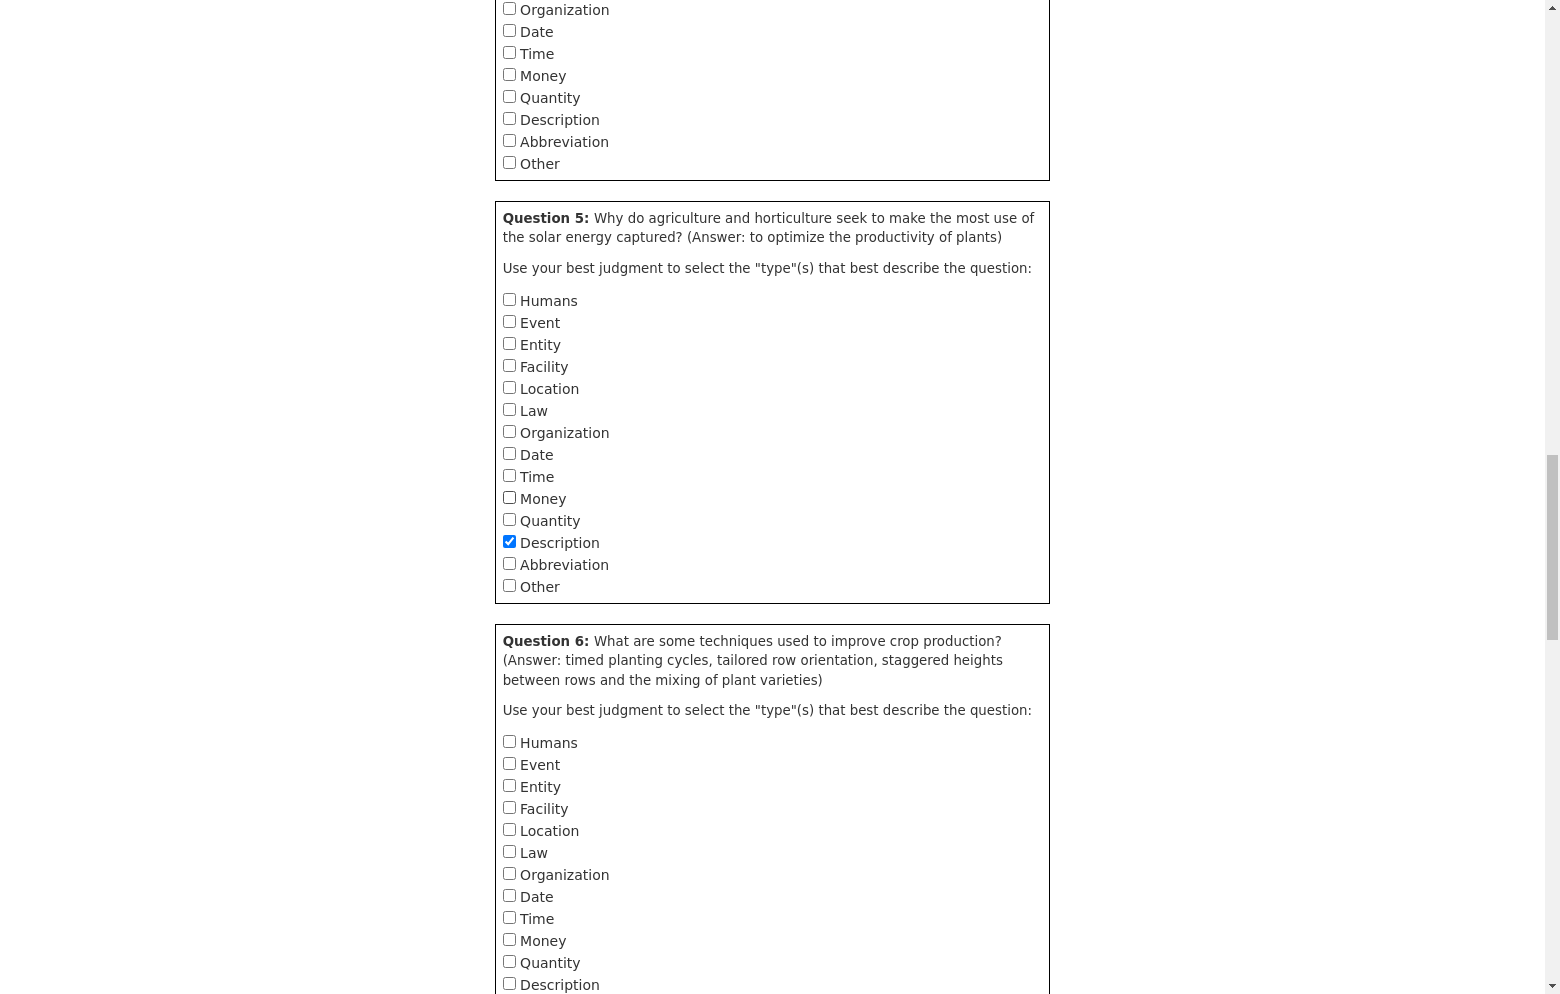 Organization
Date
Time
Money
Quantity
Description
Abbreviation
Other
Question 5: Why do agriculture and horticulture seek to make the most use of
the solar energy captured? (Answer: to optimize the productivity of plants)
Use your best judgment to select the "type"(s) that best describe the question:
Humans
Event
Entity
Facility
Location
Law
Organization
Date
Time
Money
Quantity
Description
Abbreviation
Other
Question 6: What are some techniques used to improve crop production?
(Answer: timed planting cycles, tailored row orientation, staggered heights
between rows and the mixing of plant varieties)
Use your best judgment to select the "type"(s) that best describe the question:
Humans
Event
Entity
Facility
Location
Law
Organization
Date
Time
Money
Quantity
Description